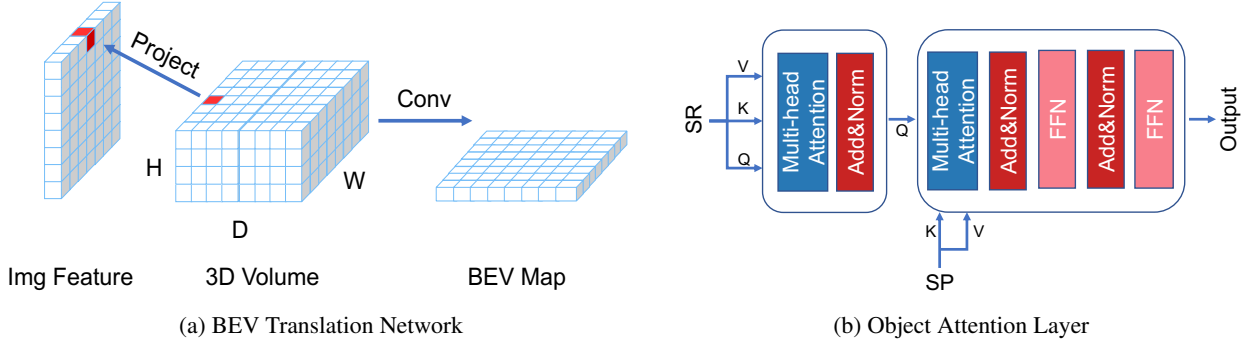 Project
Conv
H
W
D
Img Feature
3D Volume
BEV Map
(a) BEV Translation Network
SR
V
K
Q
Multi-head
Attention
Add&Norm
Q
Multi-head
Attention
Add&Norm
FFN
Add&Norm
FFN
Output
K
V
SP
(b) Object Attention Layer